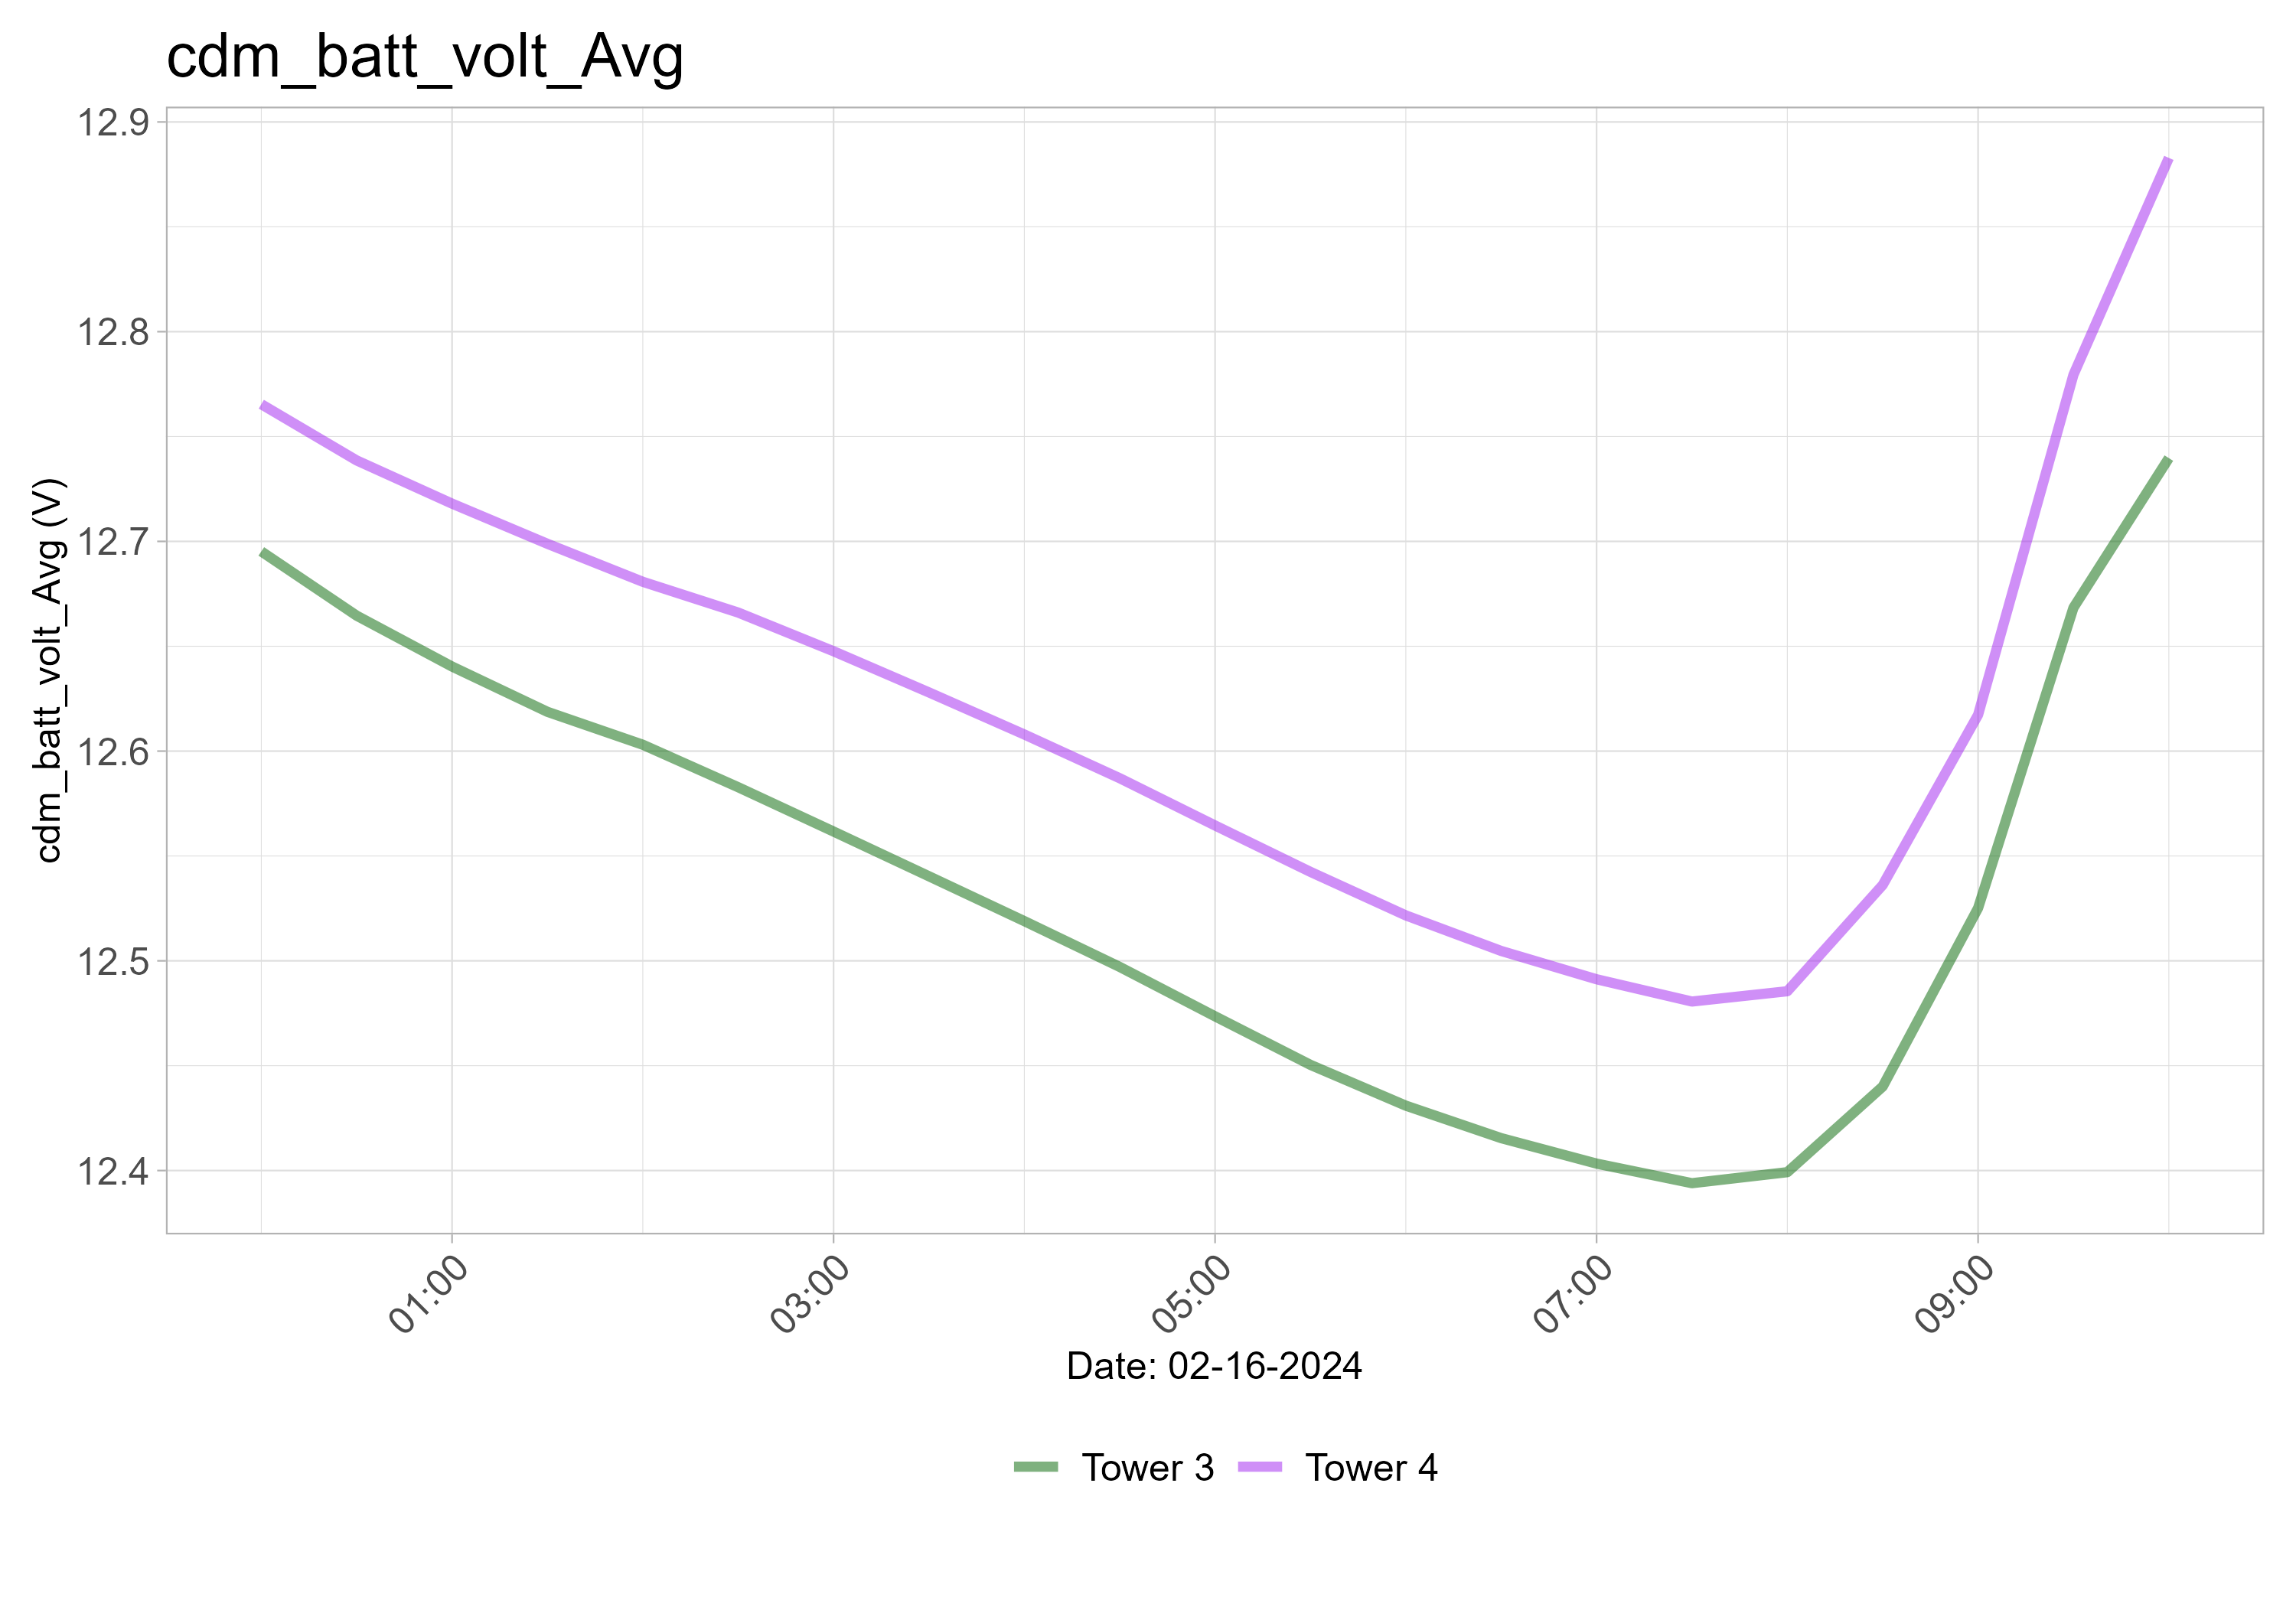 cdm_batt_volt_Avg
cdm_batt_volt_Avg (V)
12.9
12.8
12.7
12.6
12.5
12.4
01:00 03:00 05:00 07:00 09:00
Date: 02-16-2024
Tower 3 Tower 4